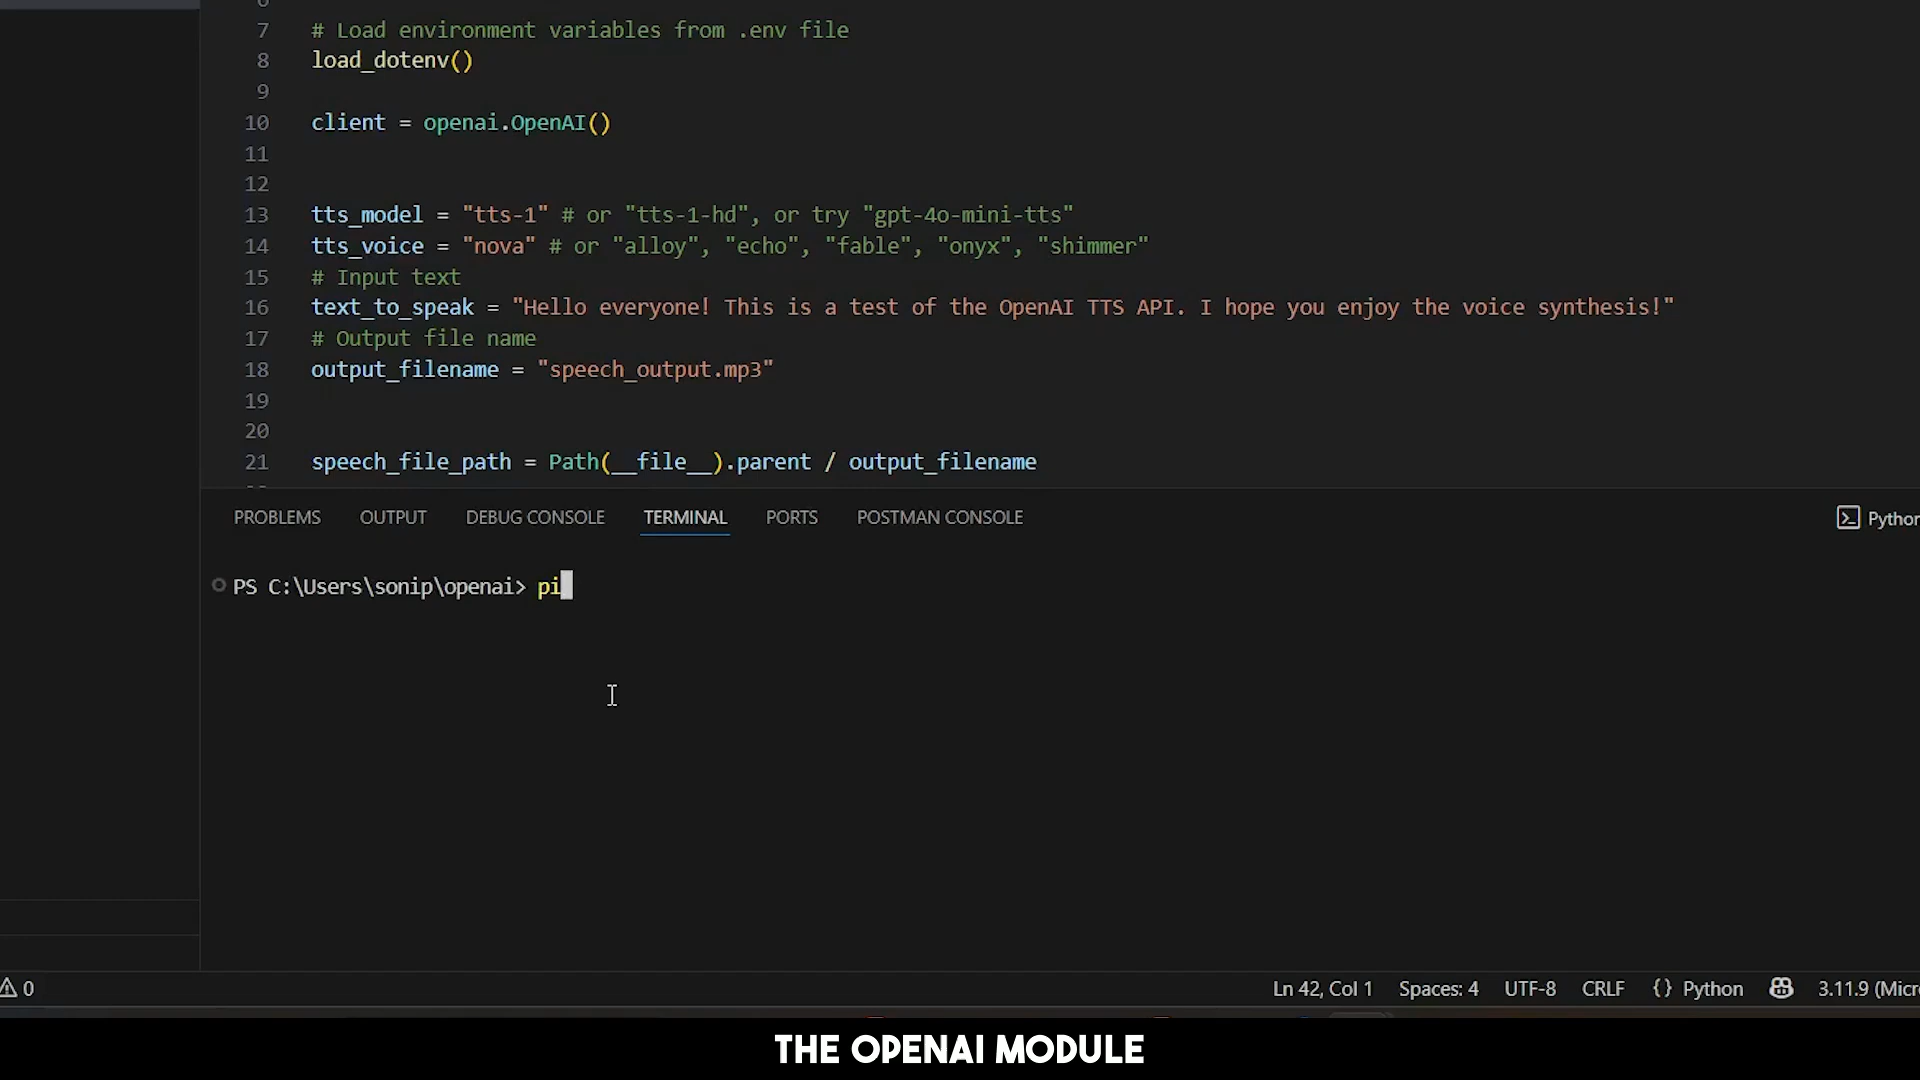 7 # Load environment variables from .env file
8 load_dotenv()
9
10 client = openai.OpenAI()
11
12
13 tts_model = "tts-1" # or "tts-1-hd", or try "gpt-4o-mini-tts"
14 tts_voice = "nova" # or "alloy", "echo", "fable", "onyx", "shimmer"
15 # Input text
16 text_to_speak = "Hello everyone! This is a test of the OpenAI TTS API. I hope you enjoy the voice synthesis!"
17 # Output file name
18 output_filename = "speech_output.mp3"
19
20
21 speech_file_path = Path(__file__).parent / output_filename
PROBLEMS OUTPUT DEBUG CONSOLE TERMINAL PORTS POSTMAN CONSOLE Python
PS C:\Users\sonip\openai> pi
0 Ln 42, Col 1 Spaces: 4 UTF-8 CRLF {} Python 3.11.9 (Micr
THE OPENAI MODULE